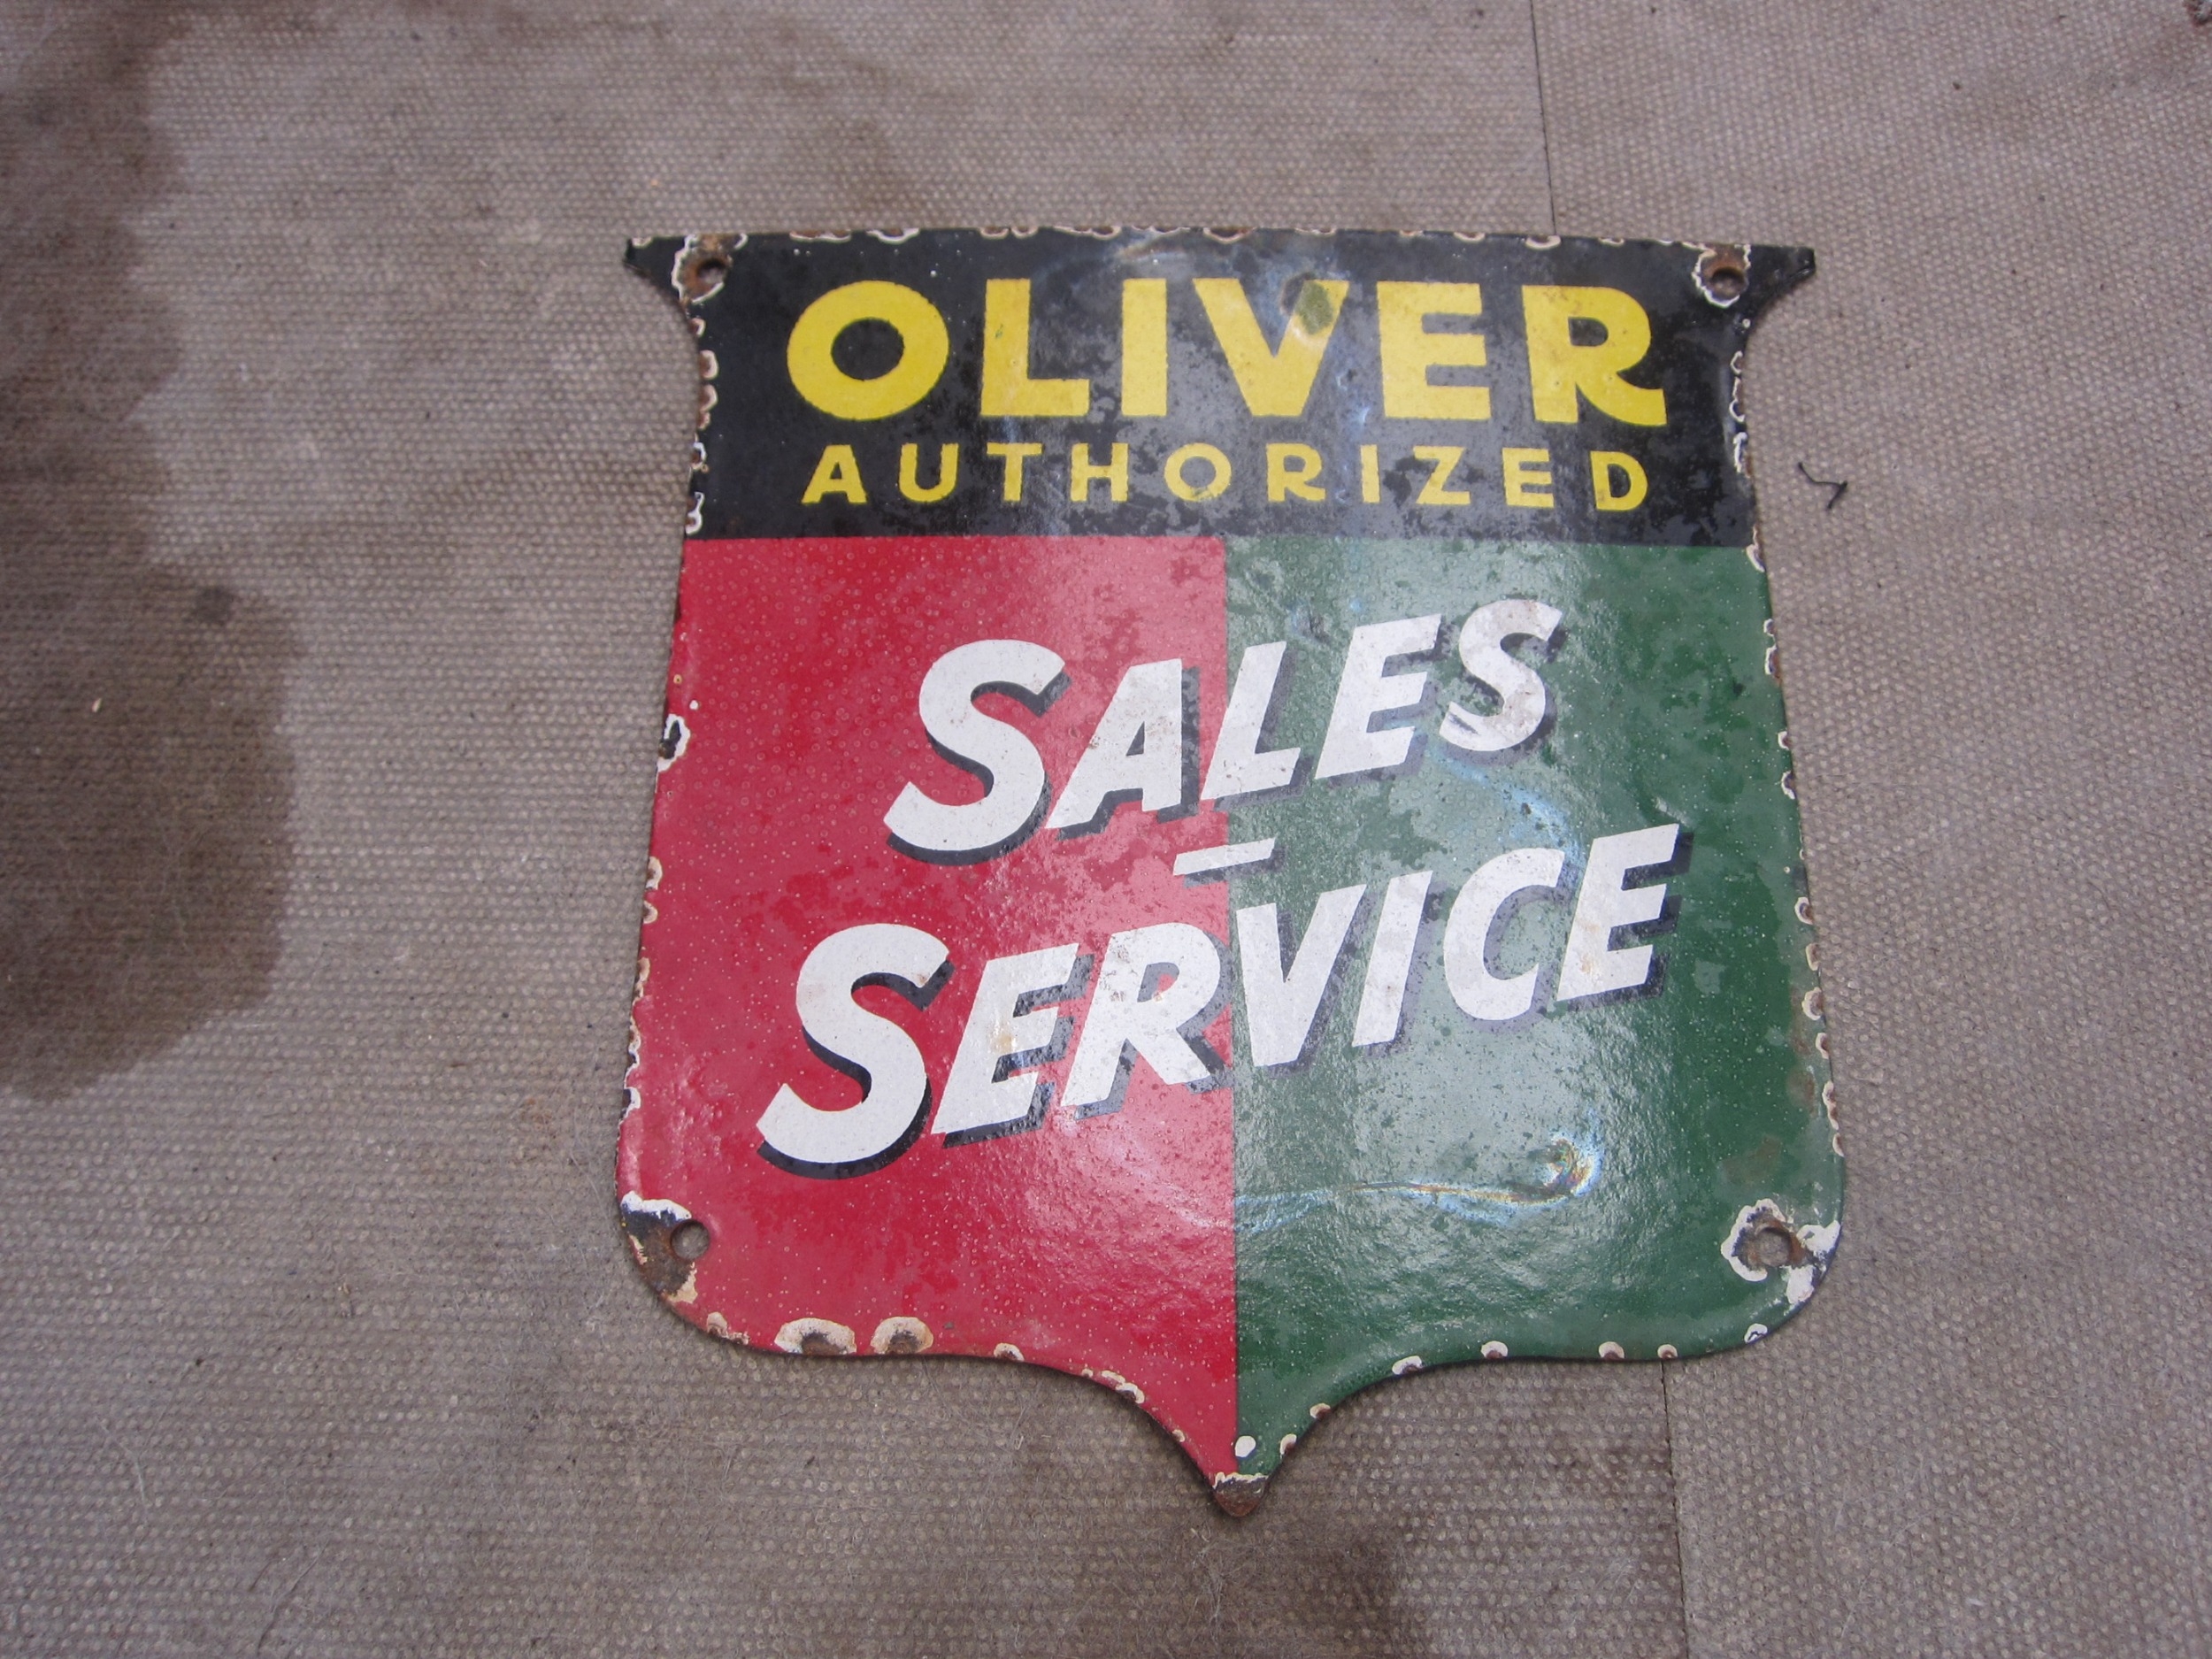 OLIVER
AUTHORIZED
SALES
–
SERVICE